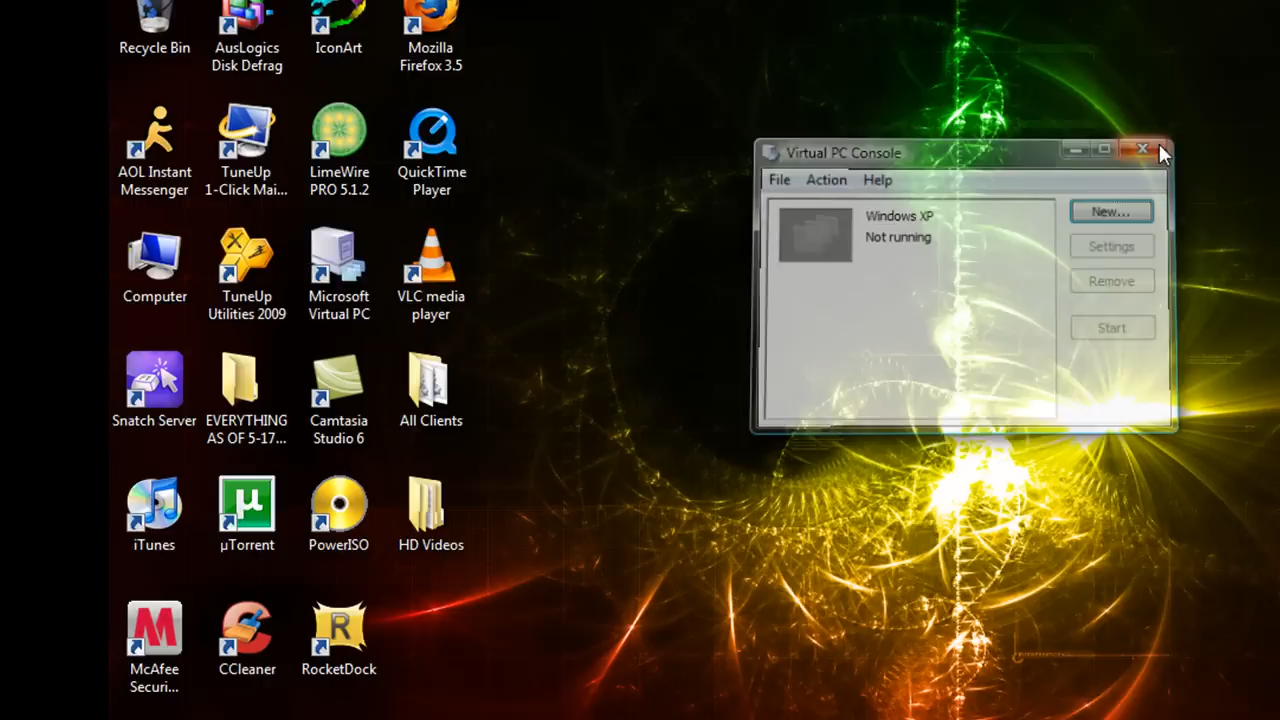 Recycle Bin
AusLogics
Disk Defrag
IconArt
Mozilla
Firefox 3.5
AOL Instant
Messenger
TuneUp
1-Click Mai...
LimeWire
PRO 5.1.2
QuickTime
Player
Computer
TuneUp
Utilities 2009
Microsoft
Virtual PC
VLC media
player
Snatch Server
EVERYTHING
AS OF 5-17...
Camtasia
Studio 6
All Clients
iTunes
µ
µTorrent
PowerISO
HD Videos
McAfee
Securi...
CCleaner
R
RocketDock
Virtual PC Console
File Action Help
Windows XP
Not running
New...
Settings
Remove
Start